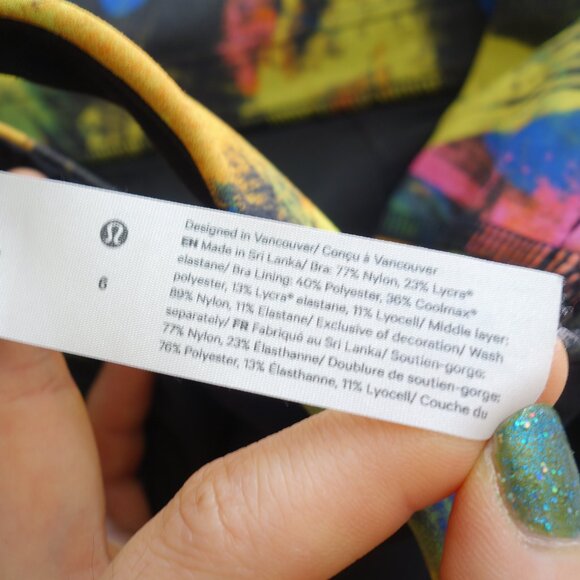 Designed in Vancouver/ Conçu à Vancouver
EN Made in Sri Lanka/ Bra: 77% Nylon, 23% Lycra®
elastane/ Bra Lining: 40% Polyester, 36% Coolmax®
polyester, 13% Lycra® elastane, 11% Lyocell/ Middle layer:
89% Nylon, 11% Elastane/ Exclusive of decoration/ Wash
separately/ FR Fabriqué au Sri Lanka/ Soutien-gorge:
77% Nylon, 23% Élasthanne/ Doublure de soutien-gorge:
76% Polyester, 13% Élasthanne, 11% Lyocell/ Couche du
6